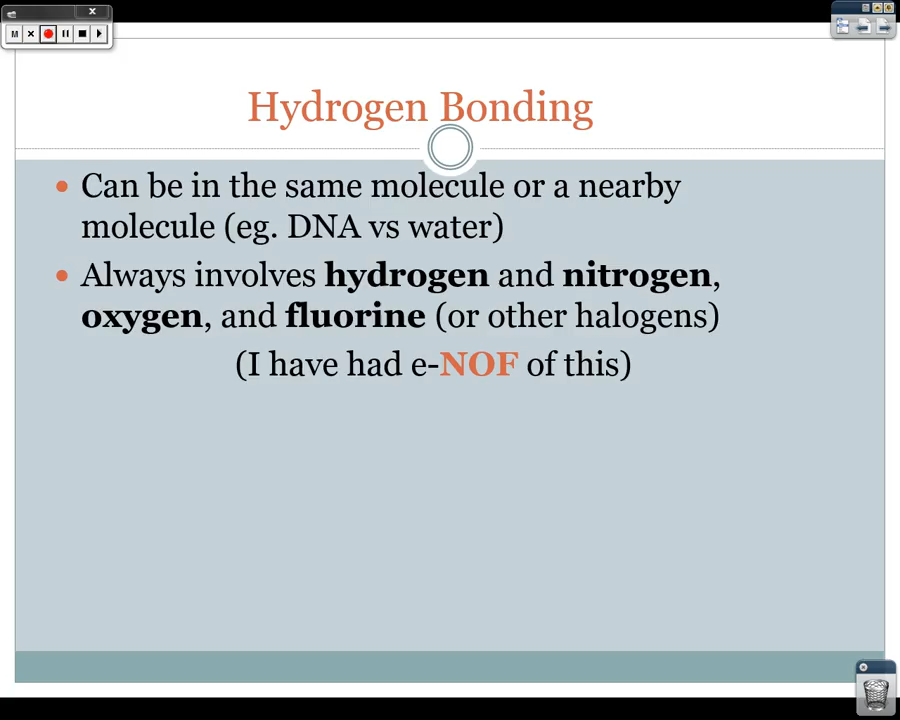 M
Hydrogen Bonding
• Can be in the same molecule or a nearby
molecule (eg. DNA vs water)
• Always involves hydrogen and nitrogen,
oxygen, and fluorine (or other halogens)
(I have had e-NOF of this)